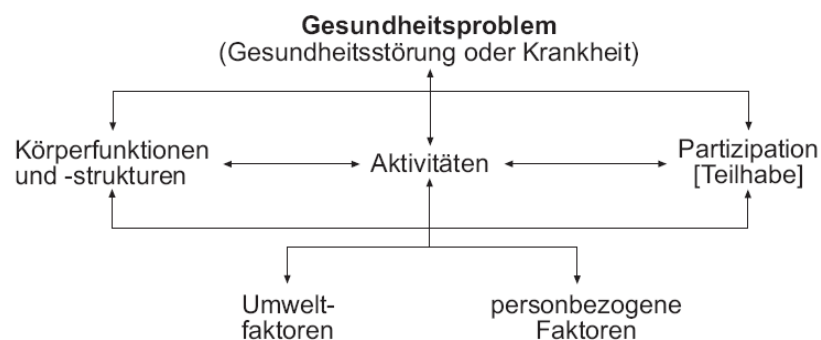 Gesundheitsproblem
(Gesundheitsstörung oder Krankheit)
Körperfunktionen
und -strukturen
Aktivitäten
Partizipation
[Teilhabe]
Umwelt-
faktoren
personbezogene
Faktoren